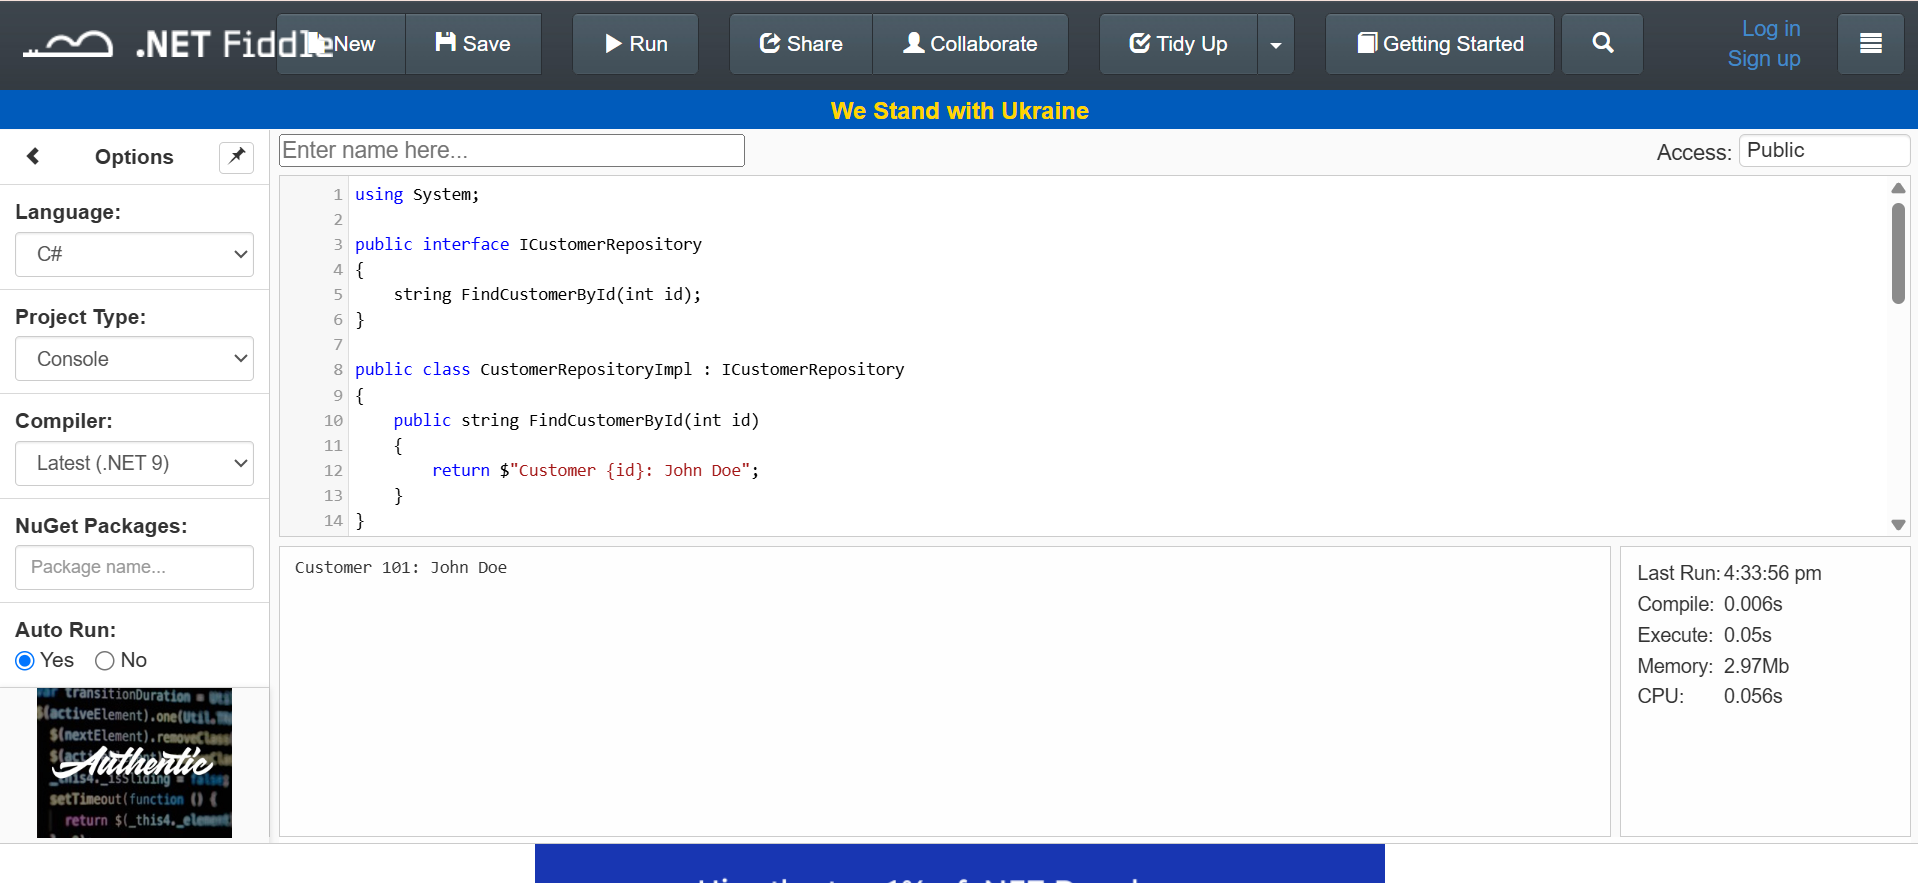 .NET Fiddle
New
Save
Run
Share
Collaborate
Tidy Up
Getting Started
Log in
Sign up
We Stand with Ukraine
Options
Access: Public
Enter name here...
Language:
C#
Project Type:
Console
Compiler:
Latest (.NET 9)
NuGet Packages:
Package name...
Auto Run:
Yes No
1 using System;
2
3 public interface ICustomerRepository
4 {
5     string FindCustomerById(int id);
6 }
7
8 public class CustomerRepositoryImpl : ICustomerRepository
9 {
10     public string FindCustomerById(int id)
11     {
12         return $"Customer {id}: John Doe";
13     }
14 }
Customer 101: John Doe
Last Run: 4:33:56 pm
Compile: 0.006s
Execute: 0.05s
Memory: 2.97Mb
CPU: 0.056s
var transitionDuration =
$(activeElement).one(Util.
$(nextElement).removeClass
Authentic
_this4._isSliding = false;
setTimeout(function () {
return $(_this4._element